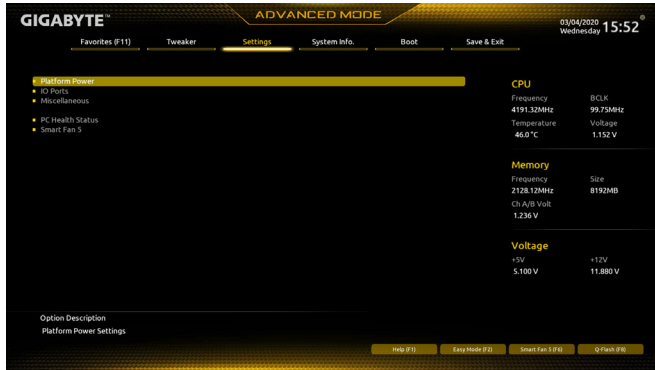 GIGABYTE™
ADVANCED MODE
03/04/2020
Wednesday 15:52
Favorites (F11) Tweaker Settings System Info. Boot Save & Exit
Platform Power
IO Ports
Miscellaneous
PC Health Status
Smart Fan 5
CPU
Frequency BCLK
4191.32MHz 99.75MHz
Temperature Voltage
46.0°C 1.152 V
Memory
Frequency Size
2128.12MHz 8192MB
Ch A/B Volt
1.236 V
Voltage
+5V +12V
5.100 V 11.880 V
Option Description
Platform Power Settings
Help (F1) Easy Mode (F2) Smart Fan 5 (F6) Q-Flash (F8)